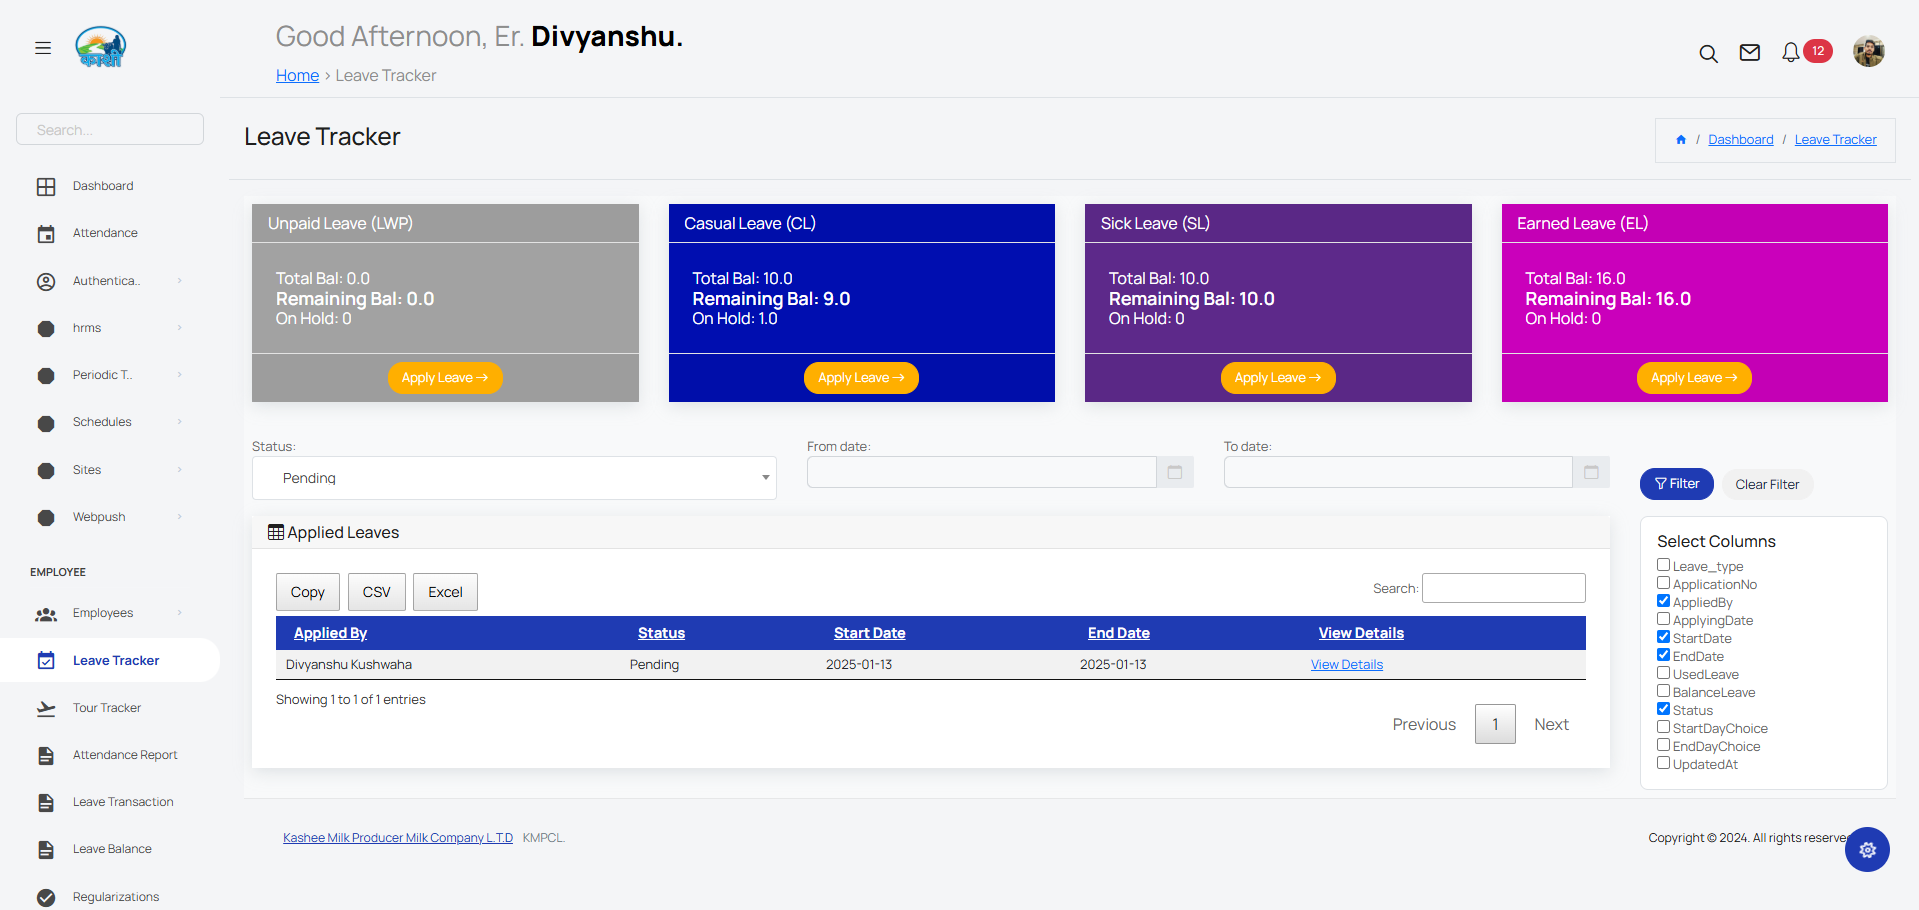 काशी
Good Afternoon, Er. Divyanshu.
Home > Leave Tracker
12
Search...
Dashboard
Attendance
Authentica..
hrms
Periodic T..
Schedules
Sites
Webpush
EMPLOYEE
Employees
Leave Tracker
Tour Tracker
Attendance Report
Leave Transaction
Leave Balance
Regularizations
Leave Tracker
/ Dashboard / Leave Tracker
Unpaid Leave (LWP)
Total Bal: 0.0
Remaining Bal: 0.0
On Hold: 0
Apply Leave →
Casual Leave (CL)
Total Bal: 10.0
Remaining Bal: 9.0
On Hold: 1.0
Apply Leave →
Sick Leave (SL)
Total Bal: 10.0
Remaining Bal: 10.0
On Hold: 0
Apply Leave →
Earned Leave (EL)
Total Bal: 16.0
Remaining Bal: 16.0
On Hold: 0
Apply Leave →
Status:
Pending
From date:
To date:
Filter
Clear Filter
Applied Leaves
Copy CSV Excel
Search:
Applied By Status Start Date End Date View Details
Divyanshu Kushwaha Pending 2025-01-13 2025-01-13 View Details
Showing 1 to 1 of 1 entries
Previous 1 Next
Select Columns
Leave_type
ApplicationNo
AppliedBy
ApplyingDate
StartDate
EndDate
UsedLeave
BalanceLeave
Status
StartDayChoice
EndDayChoice
UpdatedAt
Kashee Milk Producer Milk Company L.T.D KMPCL.
Copyright © 2024. All rights